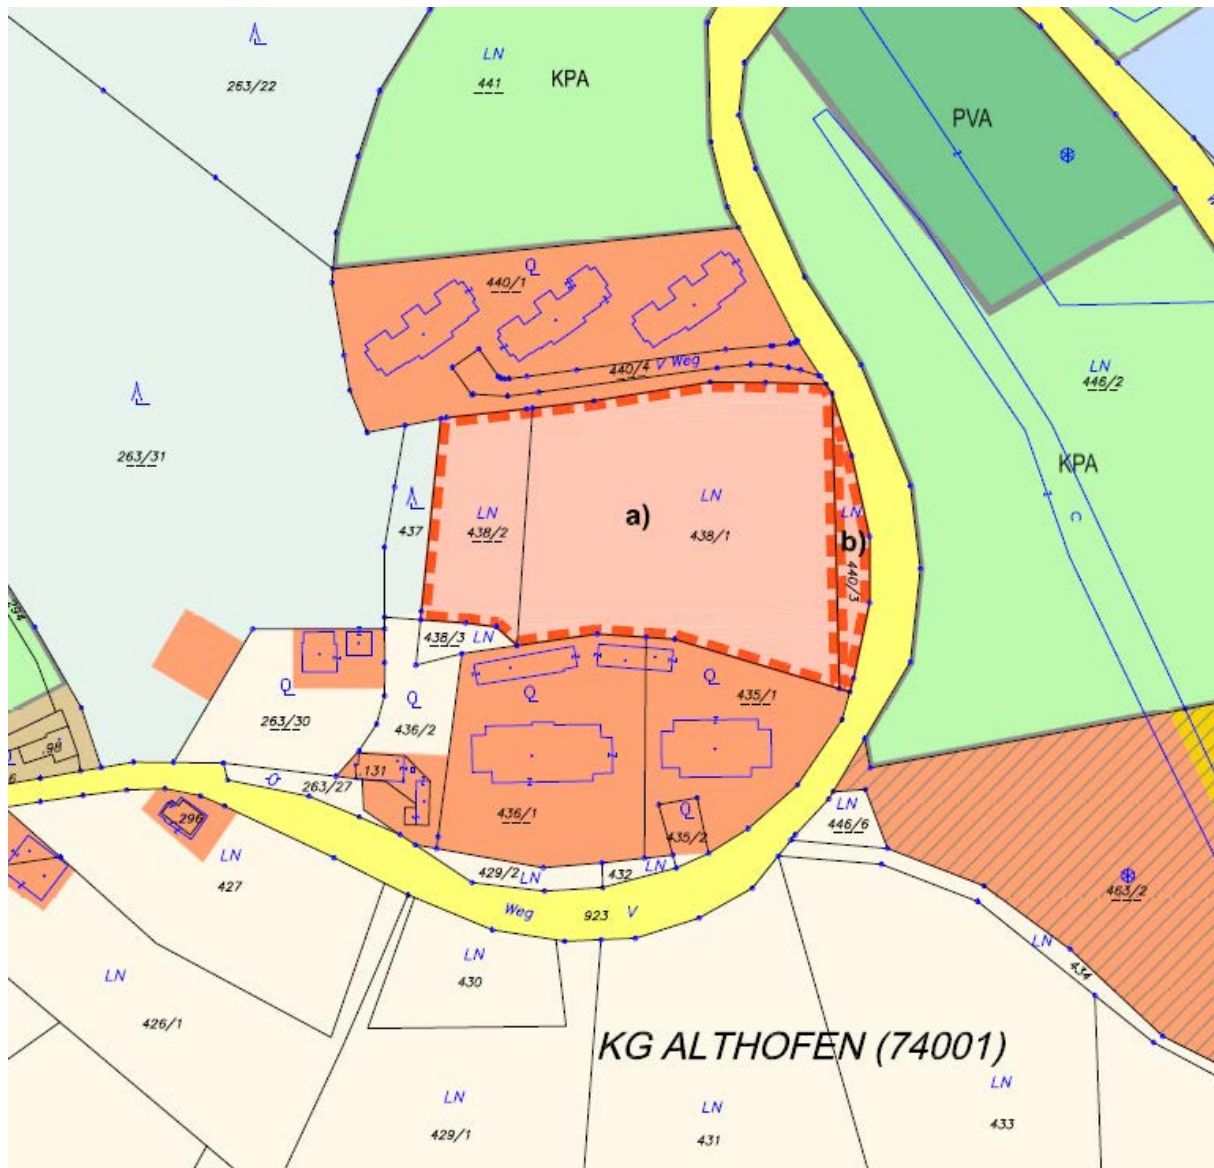 263/22
LN
441
KPA
PVA
440/1
LN
446/2
440/4
V Weg
263/31
KPA
LN
LN
LN
a)
437
438/2
438/1
b)
440/3
294
438/3
LN
435/1
263/30
436/2
.98
.131
263/27
.296
436/1
435/2
LN
446/6
LN
427
429/2
LN
432
LN
463/2
Weg
923
V
LN
434
LN
426/1
LN
430
KG ALTHOFEN (74001)
LN
429/1
LN
431
LN
433